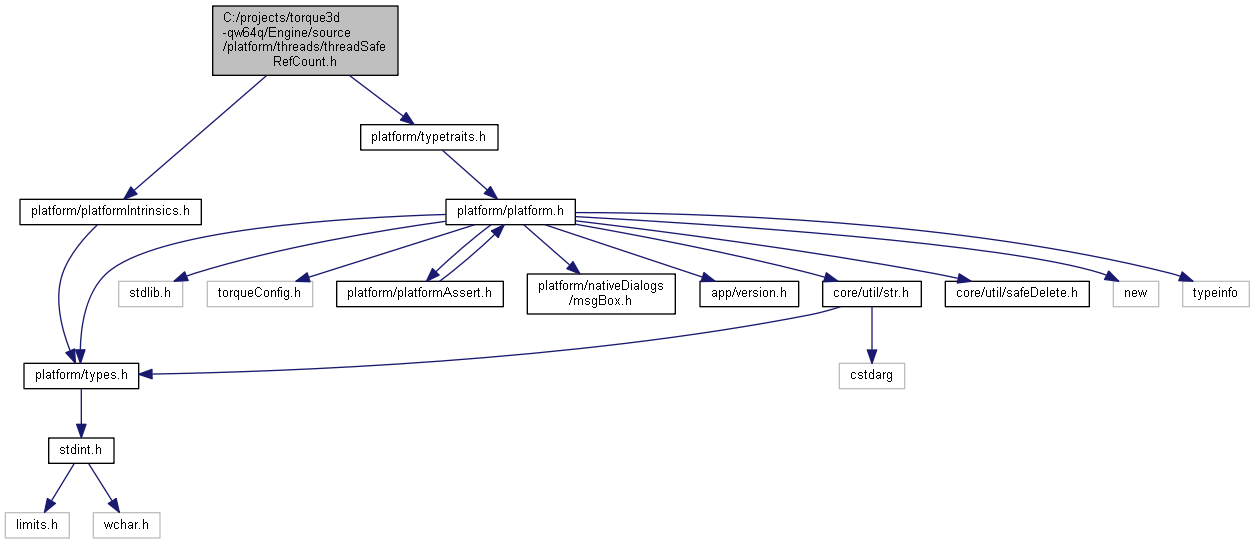 C:/projects/torque3d
-qw64q/Engine/source
/platform/threads/threadSafe
RefCount.h
platform/typetraits.h
platform/platformIntrinsics.h
platform/platform.h
stdlib.h
torqueConfig.h
platform/platformAssert.h
platform/nativeDialogs
/msgBox.h
app/version.h
core/util/str.h
core/util/safeDelete.h
new
typeinfo
platform/types.h
cstdarg
stdint.h
limits.h
wchar.h